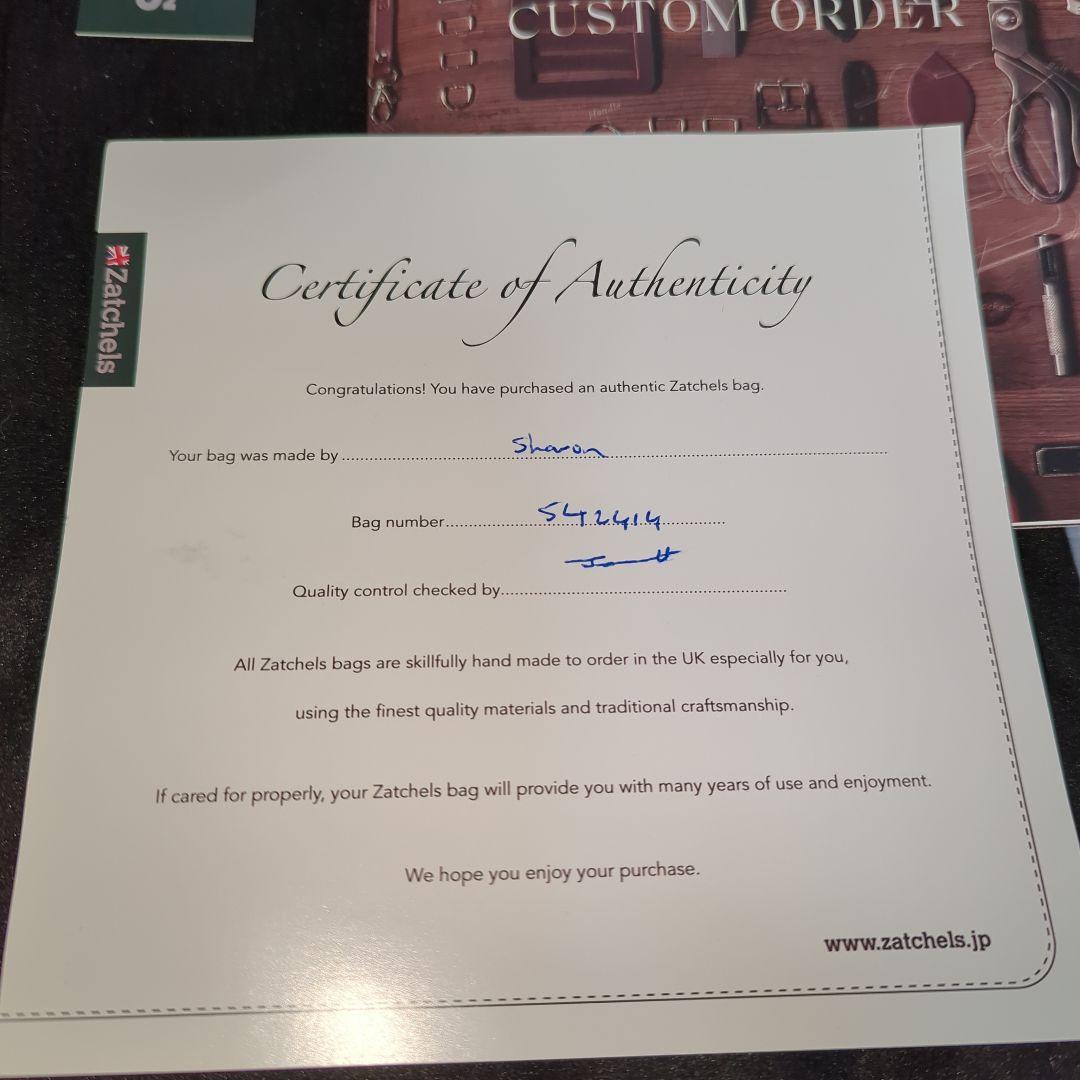 CUSTOM ORDER
Zatchels
Certificate of Authenticity
Congratulations! You have purchased an authentic Zatchels bag.
Your bag was made by Sharon
Bag number 542414
Quality control checked by
All Zatchels bags are skillfully hand made to order in the UK especially for you,
using the finest quality materials and traditional craftsmanship.
If cared for properly, your Zatchels bag will provide you with many years of use and enjoyment.
We hope you enjoy your purchase.
www.zatchels.jp